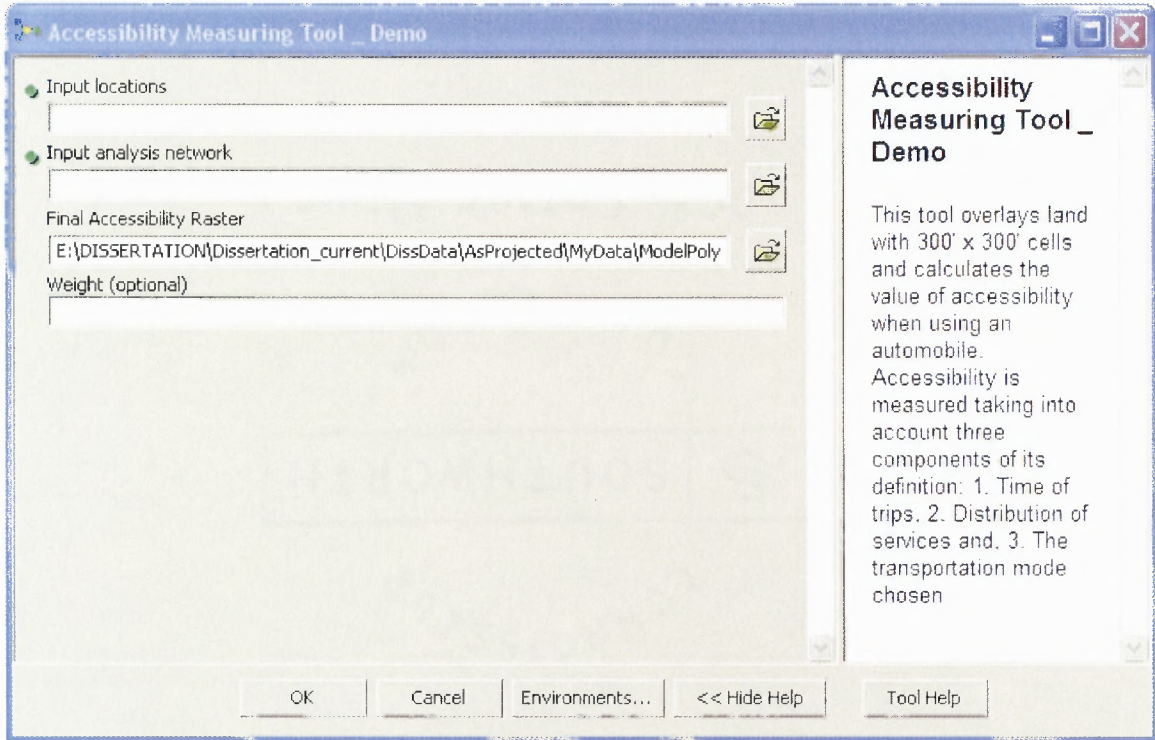 Accessibility Measuring Tool _ Demo
Input locations
Input analysis network
Final Accessibility Raster
E:\DISSERTATION\Dissertation_current\DissData\AsProjected\MyData\ModelPoly
Weight (optional)
OK
Cancel
Environments...
<< Hide Help
Tool Help
Accessibility
Measuring Tool _
Demo
This tool overlays land
with 300' x 300' cells
and calculates the
value of accessibility
when using an
automobile.
Accessibility is
measured taking into
account three
components of its
definition: 1. Time of
trips, 2. Distribution of
services and, 3. The
transportation mode
chosen